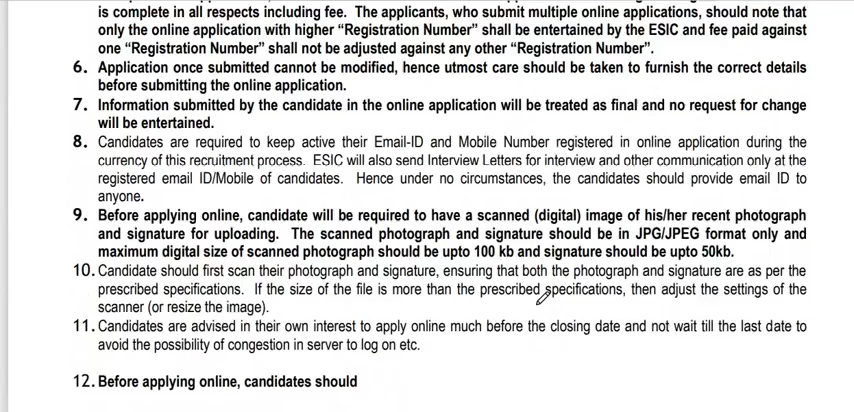 is complete in all respects including fee. The applicants, who submit multiple online applications, should note that
only the online application with higher “Registration Number” shall be entertained by the ESIC and fee paid against
one “Registration Number” shall not be adjusted against any other “Registration Number”.
6. Application once submitted cannot be modified, hence utmost care should be taken to furnish the correct details
before submitting the online application.
7. Information submitted by the candidate in the online application will be treated as final and no request for change
will be entertained.
8. Candidates are required to keep active their Email-ID and Mobile Number registered in online application during the
currency of this recruitment process. ESIC will also send Interview Letters for interview and other communication only at the
registered email ID/Mobile of candidates. Hence under no circumstances, the candidates should provide email ID to
anyone.
9. Before applying online, candidate will be required to have a scanned (digital) image of his/her recent photograph
and signature for uploading. The scanned photograph and signature should be in JPG/JPEG format only and
maximum digital size of scanned photograph should be upto 100 kb and signature should be upto 50kb.
10. Candidate should first scan their photograph and signature, ensuring that both the photograph and signature are as per the
prescribed specifications. If the size of the file is more than the prescribed specifications, then adjust the settings of the
scanner (or resize the image).
11. Candidates are advised in their own interest to apply online much before the closing date and not wait till the last date to
avoid the possibility of congestion in server to log on etc.
12. Before applying online, candidates should